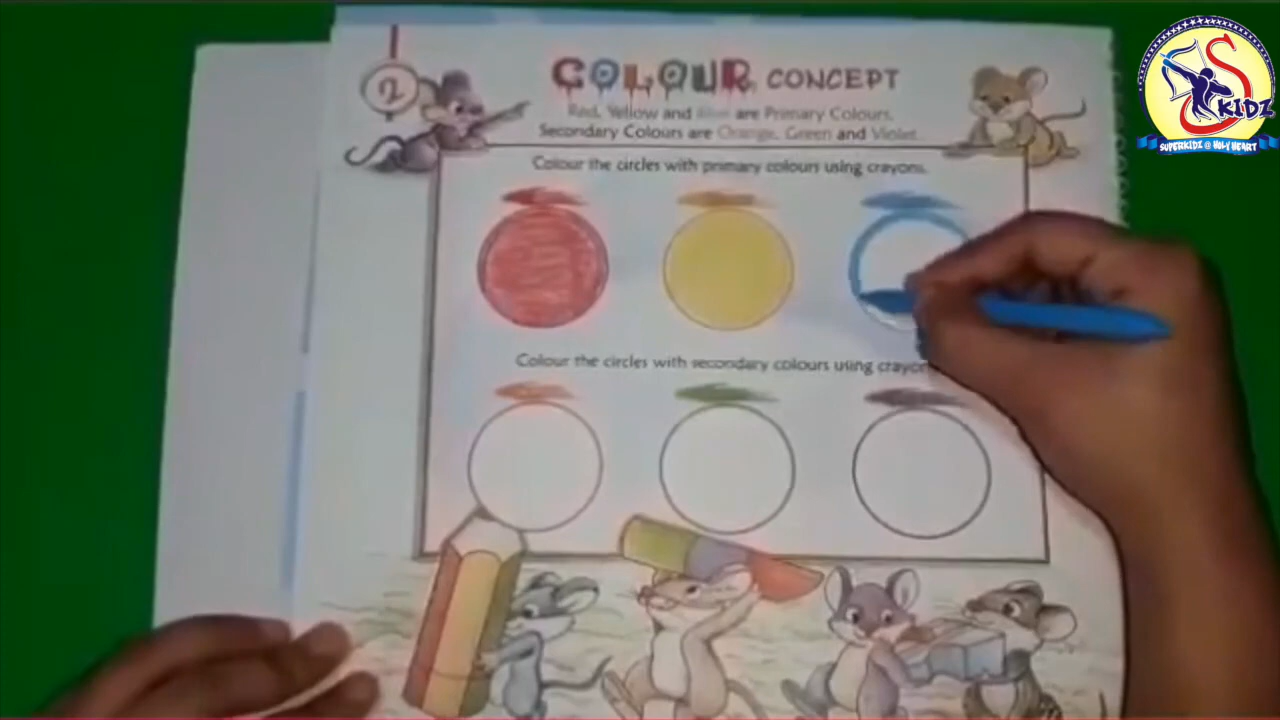 2
COLOUR CONCEPT
Red, Yellow and Blue are Primary Colours.
Secondary Colours are Orange, Green and Violet.
Colour the circles with primary colours using crayons.
Colour the circles with secondary colours using crayon
S
KIDZ
SUPERKIDZ @ HOLY HEART